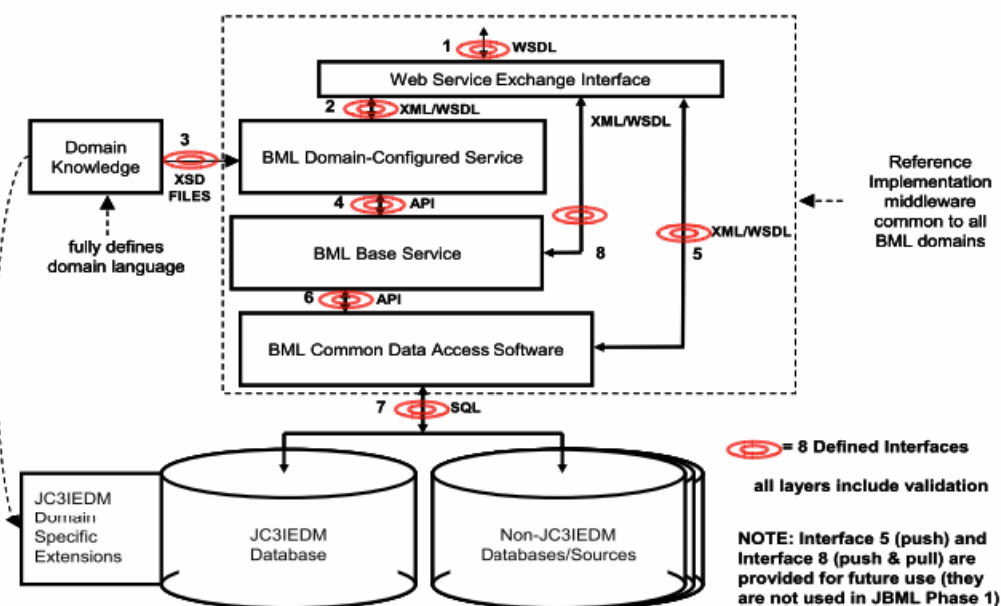 1
WSDL
Web Service Exchange Interface
2
XML/WSDL
XML/WSDL
Domain
Knowledge
3
XSD
FILES
BML Domain-Configured Service
Reference
Implementation
middleware
common to all
BML domains
4
API
fully defines
domain language
BML Base Service
8
5
XML/WSDL
6
API
BML Common Data Access Software
7
SQL
= 8 Defined Interfaces
all layers include validation
JC3IEDM
Domain
Specific
Extensions
JC3IEDM
Database
Non-JC3IEDM
Databases/Sources
NOTE: Interface 5 (push) and
Interface 8 (push & pull) are
provided for future use (they
are not used in JBML Phase 1)